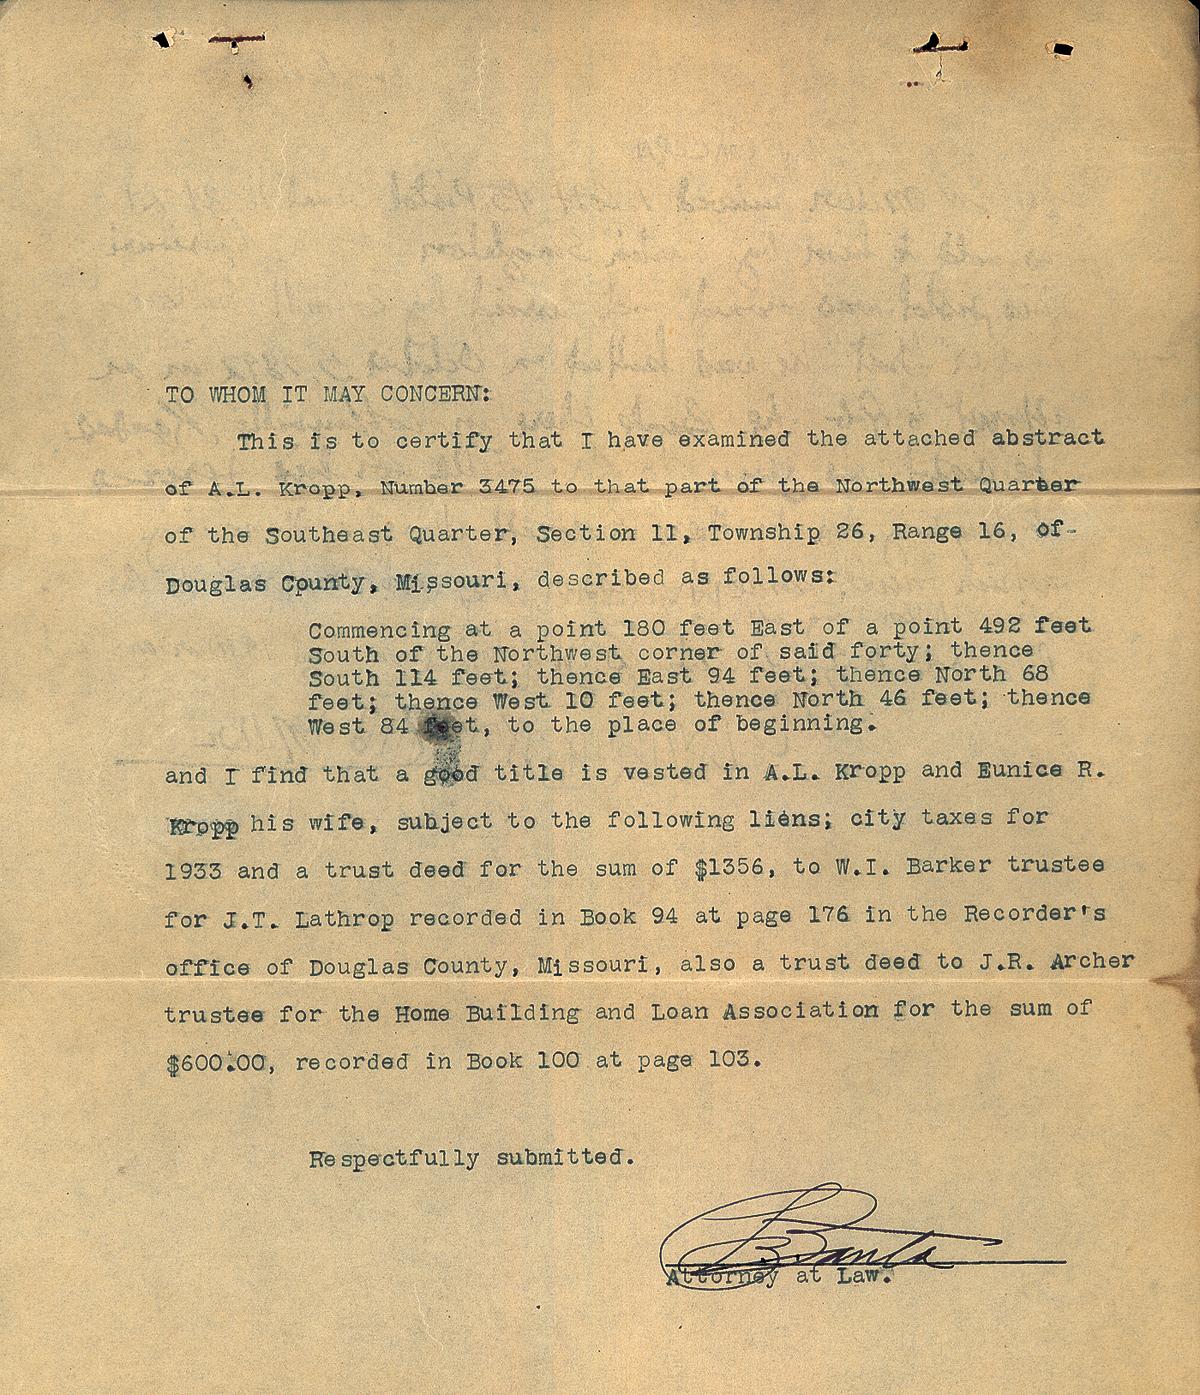 TO WHOM IT MAY CONCERN:
This is to certify that I have examined the attached abstract
of A.L. Kropp, Number 3475 to that part of the Northwest Quarter
of the Southeast Quarter, Section 11, Township 26, Range 16, of-
Douglas County, Missouri, described as follows:
Commencing at a point 180 feet East of a point 492 feet
South of the Northwest corner of said forty; thence
South 114 feet; thence East 94 feet; thence North 68
feet; thence West 10 feet; thence North 46 feet; thence
West 84 feet, to the place of beginning.
and I find that a good title is vested in A.L. Kropp and Eunice R.
Kropp his wife, subject to the following liens; city taxes for
1933 and a trust deed for the sum of $1356, to W.I. Barker trustee
for J.T. Lathrop recorded in Book 94 at page 176 in the Recorder's
office of Douglas County, Missouri, also a trust deed to J.R. Archer
trustee for the Home Building and Loan Association for the sum of
$600.00, recorded in Book 100 at page 103.
Respectfully submitted.
Banta
Attorney at Law.